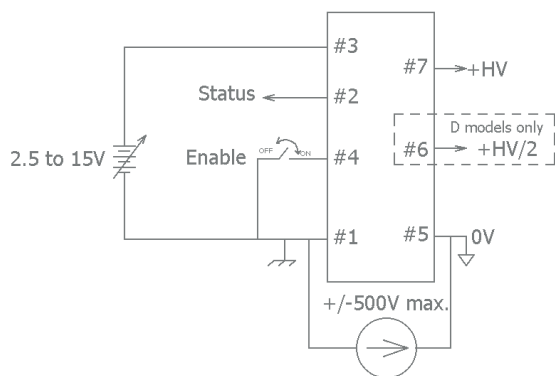 #3
#7
+HV
Status
#2
D models only
2.5 to 15V
Enable
OFF
ON
#4
#6
+HV/2
#1
#5
0V
+/-500V max.